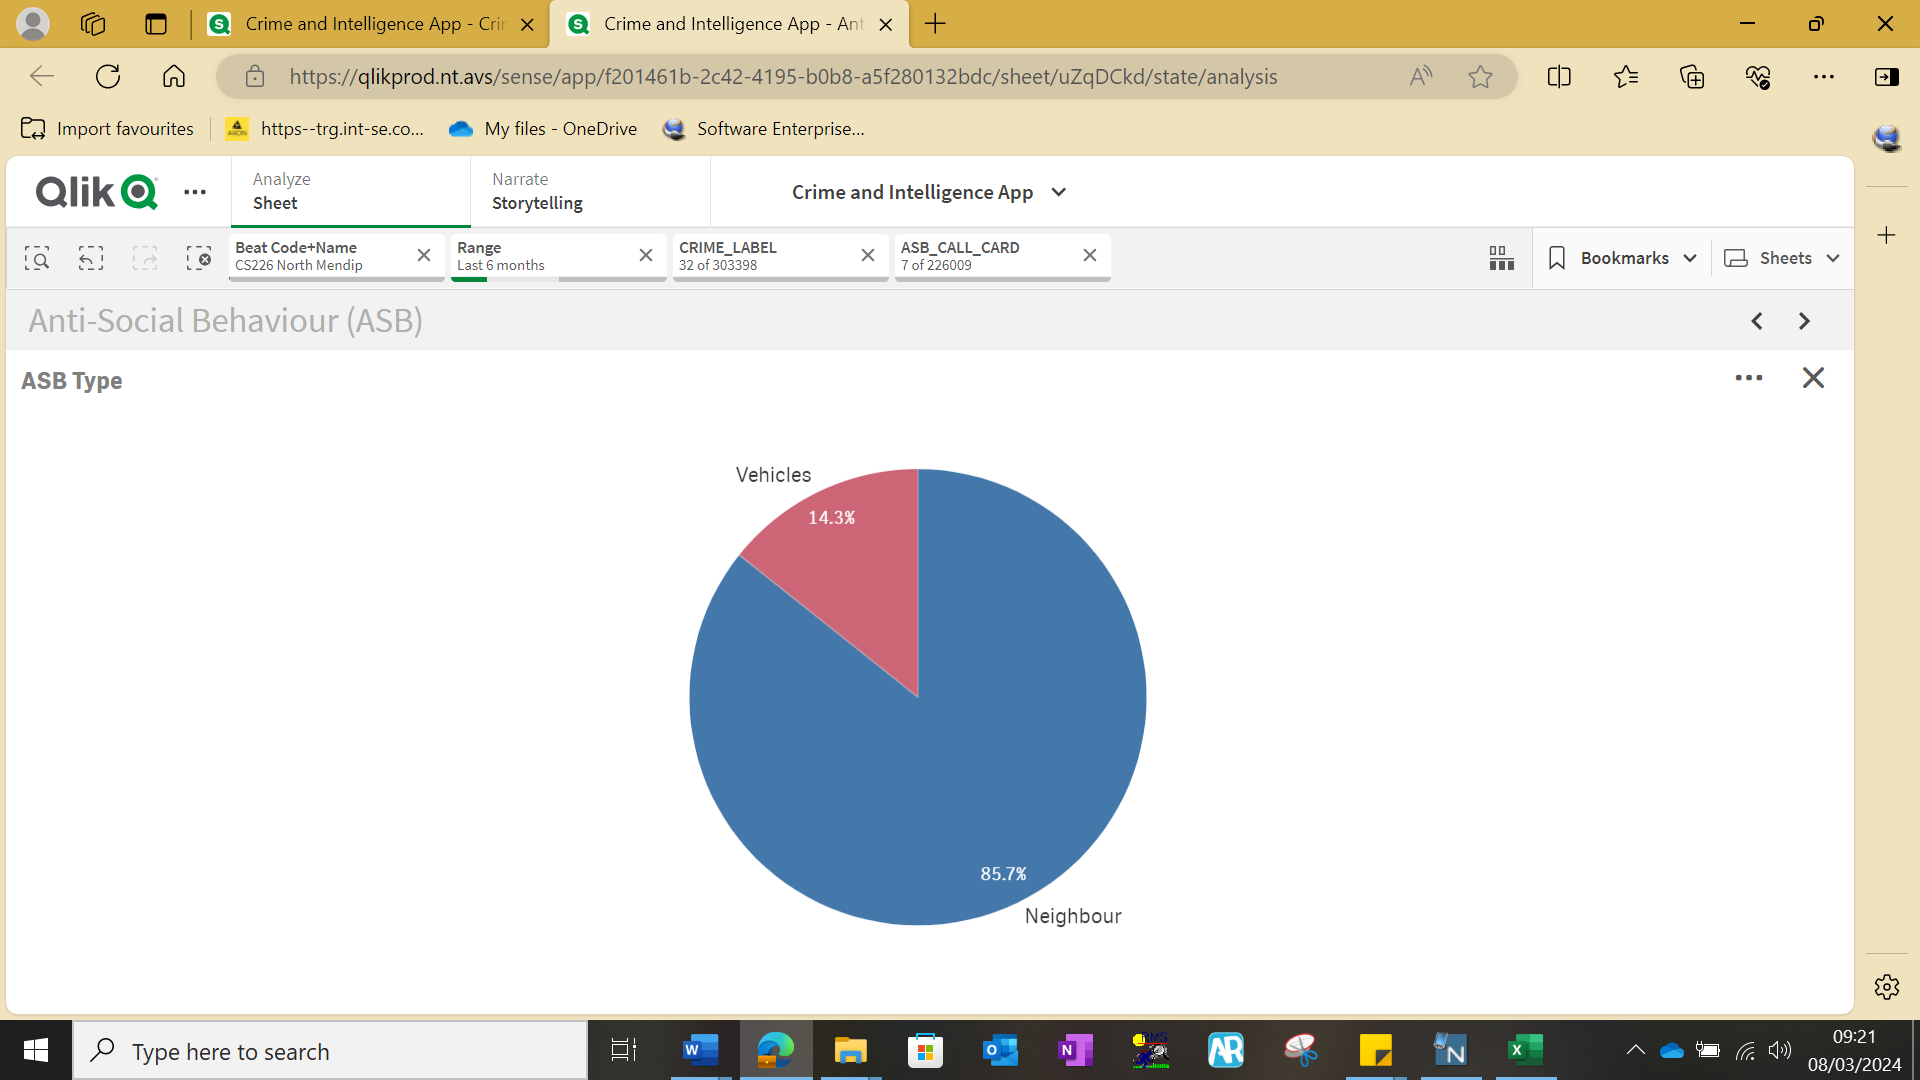 Crime and Intelligence App - Cri
Crime and Intelligence App - Ant
https://qlikprod.nt.avs/sense/app/f201461b-2c42-4195-b0b8-a5f280132bdc/sheet/uZqDCkd/state/analysis
Import favourites
https--trg.int-se.co...
My files - OneDrive
Software Enterprise...
Qlik
Analyze
Sheet
Narrate
Storytelling
Crime and Intelligence App
Beat Code+Name
CS226 North Mendip
Range
Last 6 months
CRIME_LABEL
32 of 303398
ASB_CALL_CARD
7 of 226009
Bookmarks
Sheets
Anti-Social Behaviour (ASB)
ASB Type
Vehicles
14.3%
85.7%
Neighbour
Type here to search
09:21
08/03/2024